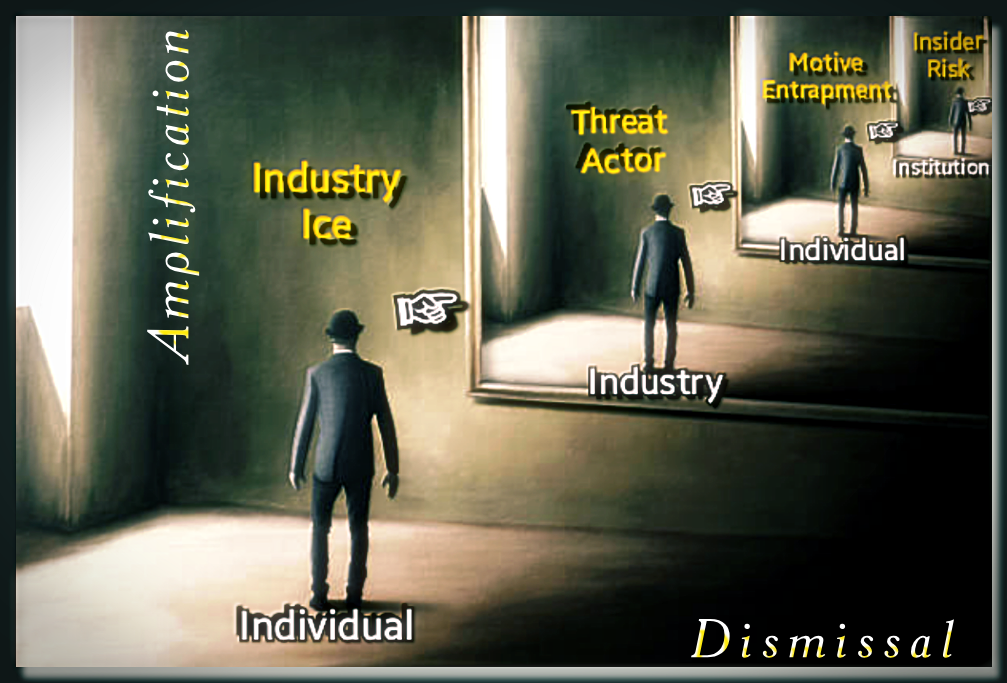 Amplification
Industry
Ice
Individual
Threat
Actor
Industry
Motive
Entrapment
Individual
Insider
Risk
Institution
Dismissal